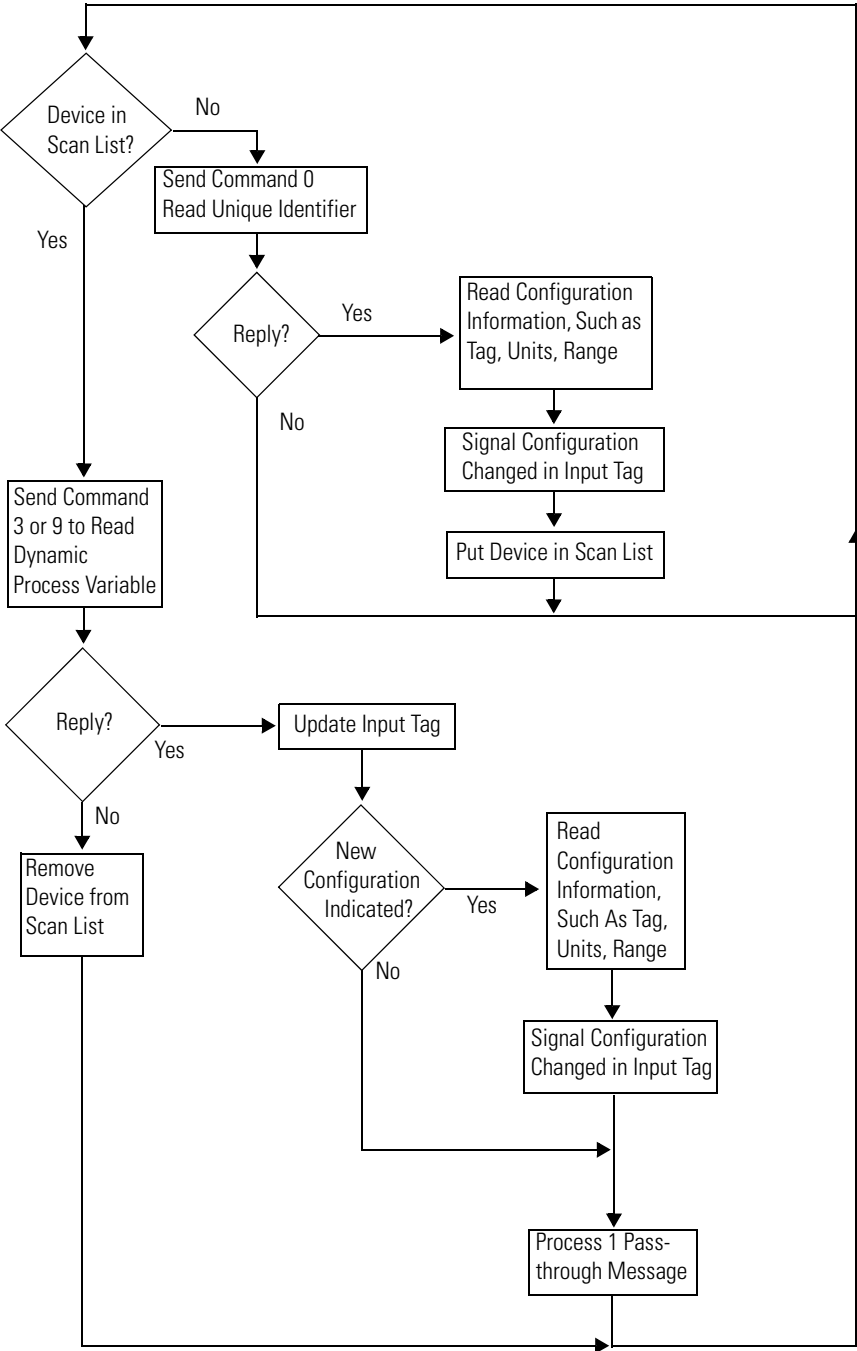 Device in
Scan List?
No
Send Command 0
Read Unique Identifier
Yes
Reply?
Yes
Read Configuration
Information, Such as
Tag, Units, Range
No
Signal Configuration
Changed in Input Tag
Put Device in Scan List
Send Command
3 or 9 to Read
Dynamic
Process Variable
Reply?
Yes
Update Input Tag
No
Remove
Device from
Scan List
New
Configuration
Indicated?
Yes
Read
Configuration
Information,
Such As Tag,
Units, Range
No
Signal Configuration
Changed in Input Tag
Process 1 Pass-
through Message